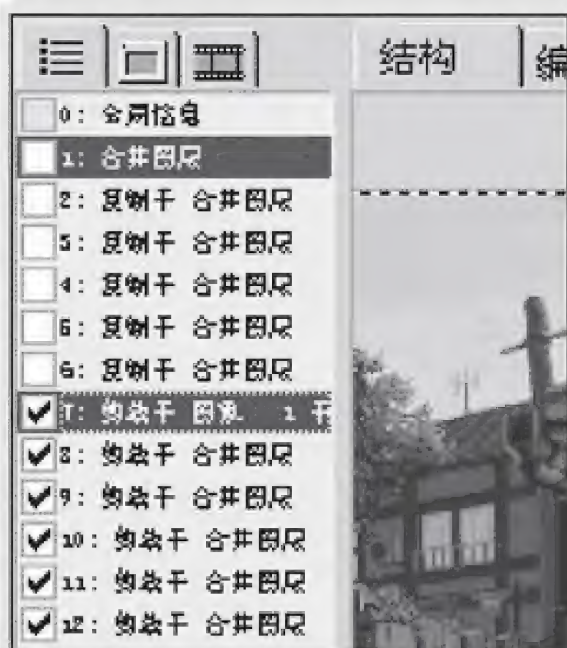 结构
0: 全局信息
1: 合并图层
2: 复制于 合并图层
3: 复制于 合并图层
4: 复制于 合并图层
5: 复制于 合并图层
6: 复制于 合并图层
7: 图象 1
8: 合并图层
9: 合并图层
10: 合并图层
11: 合并图层
12: 合并图层